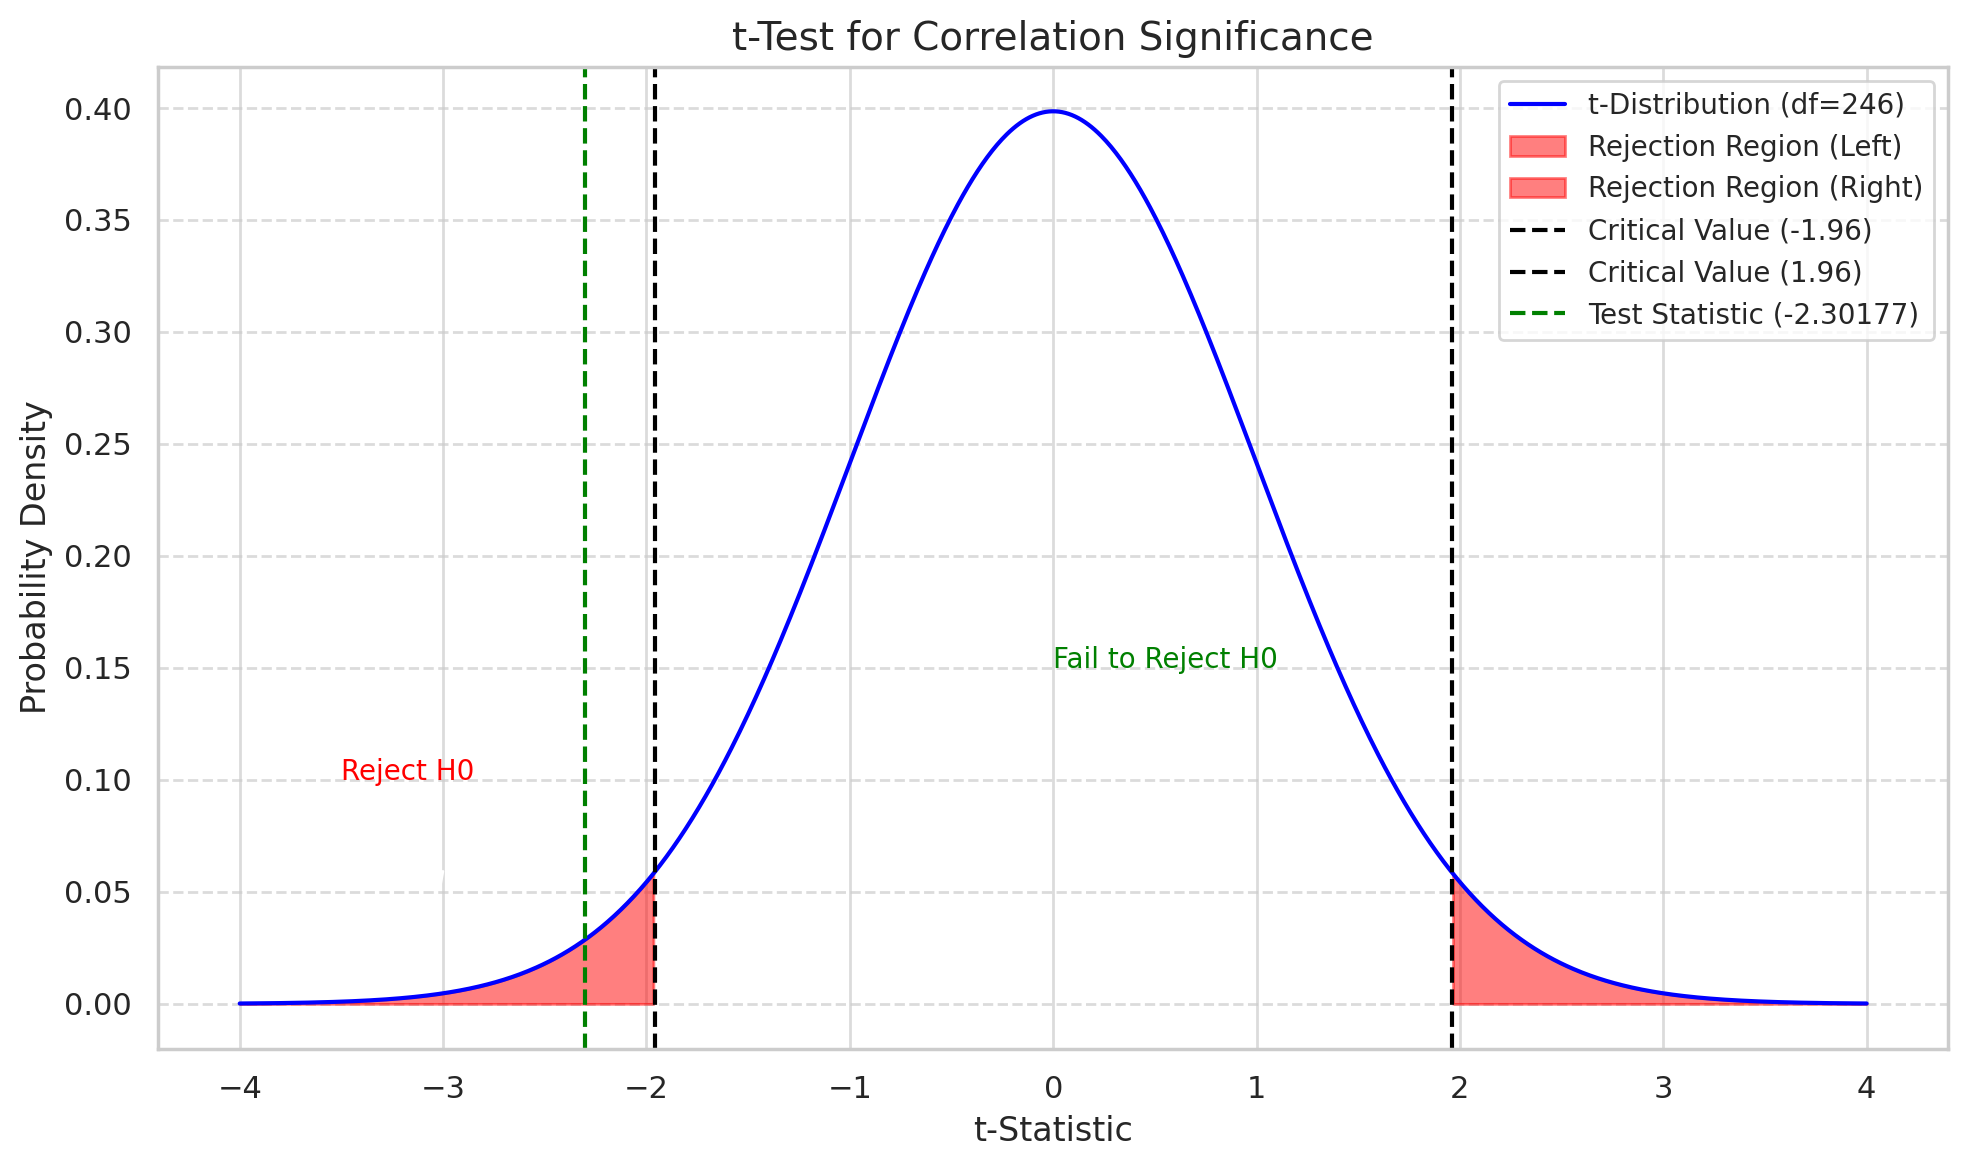 t-Test for Correlation Significance
t-Distribution (df=246)
Rejection Region (Left)
Rejection Region (Right)
Critical Value (-1.96)
Critical Value (1.96)
Test Statistic (-2.30177)
Probability Density
0.40
0.35
0.30
0.25
0.20
0.15
0.10
0.05
0.00
Fail to Reject H0
Reject H0
−4
−3
−2
−1
0
1
2
3
4
t-Statistic